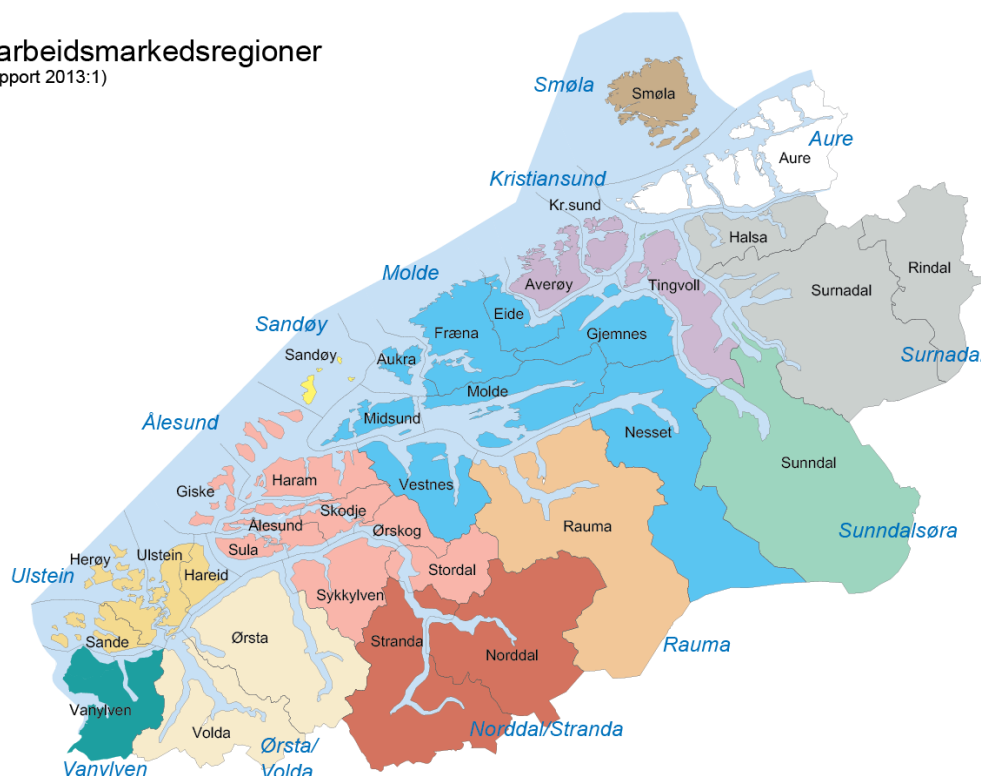 arbeidsmarkedsregioner
pport 2013:1)
Smøla
Smøla
Aure
Aure
Kristiansund
Kr.sund
Halsa
Rindal
Averøy
Tingvoll
Surnadal
Molde
Eide
Fræna
Gjemnes
Sandøy
Sandøy
Aukra
Surnadal
Molde
Midsund
Ålesund
Nesset
Sunndal
Haram
Vestnes
Giske
Skodje
Ålesund
Ørskog
Rauma
Sunndalsøra
Sula
Ulstein
Herøy
Stordal
Ulstein
Hareid
Sykkylven
Ørsta
Stranda
Sande
Norddal
Rauma
Vanylven
Volda
Norddal/Stranda
Ørsta/
Volda
Vanylven